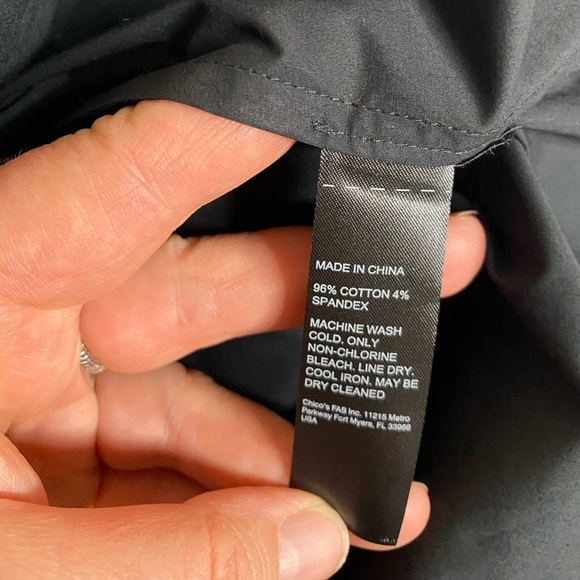 MADE IN CHINA
96% COTTON 4%
SPANDEX
MACHINE WASH
COLD. ONLY
NON-CHLORINE
BLEACH. LINE DRY.
COOL IRON. MAY BE
DRY CLEANED
Chico's FAS Inc. 11215 Metro
Parkway Fort Myers, FL 33966
USA